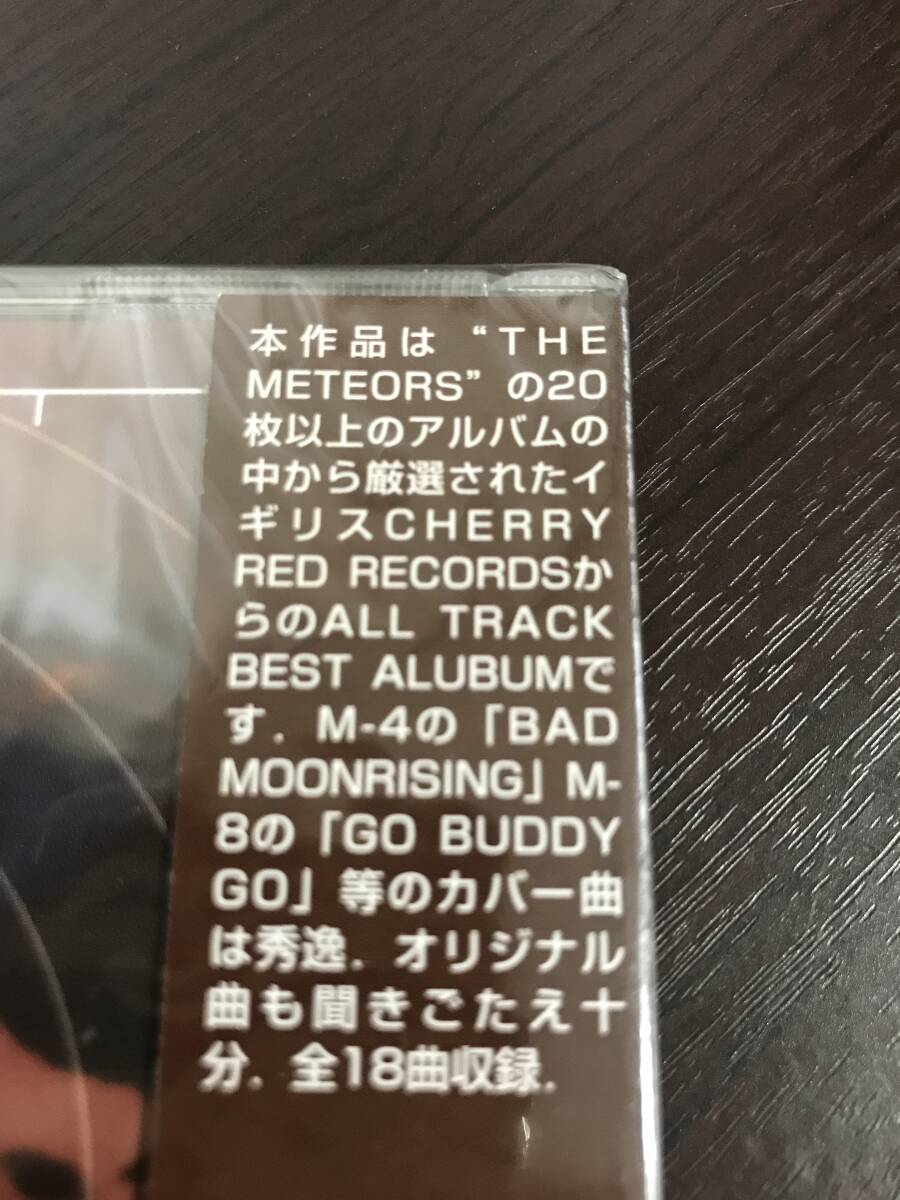 本作品は “THE
METEORS” の20
枚以上のアルバムの
中から厳選されたイ
ギリスCHERRY
RED RECORDSか
らのALL TRACK
BEST ALUBUMで
す. M-4の「BAD
MOONRISING」M-
8の「GO BUDDY
GO」等のカバー曲
は秀逸. オリジナル
曲も聞きごたえ十
分. 全18曲収録.